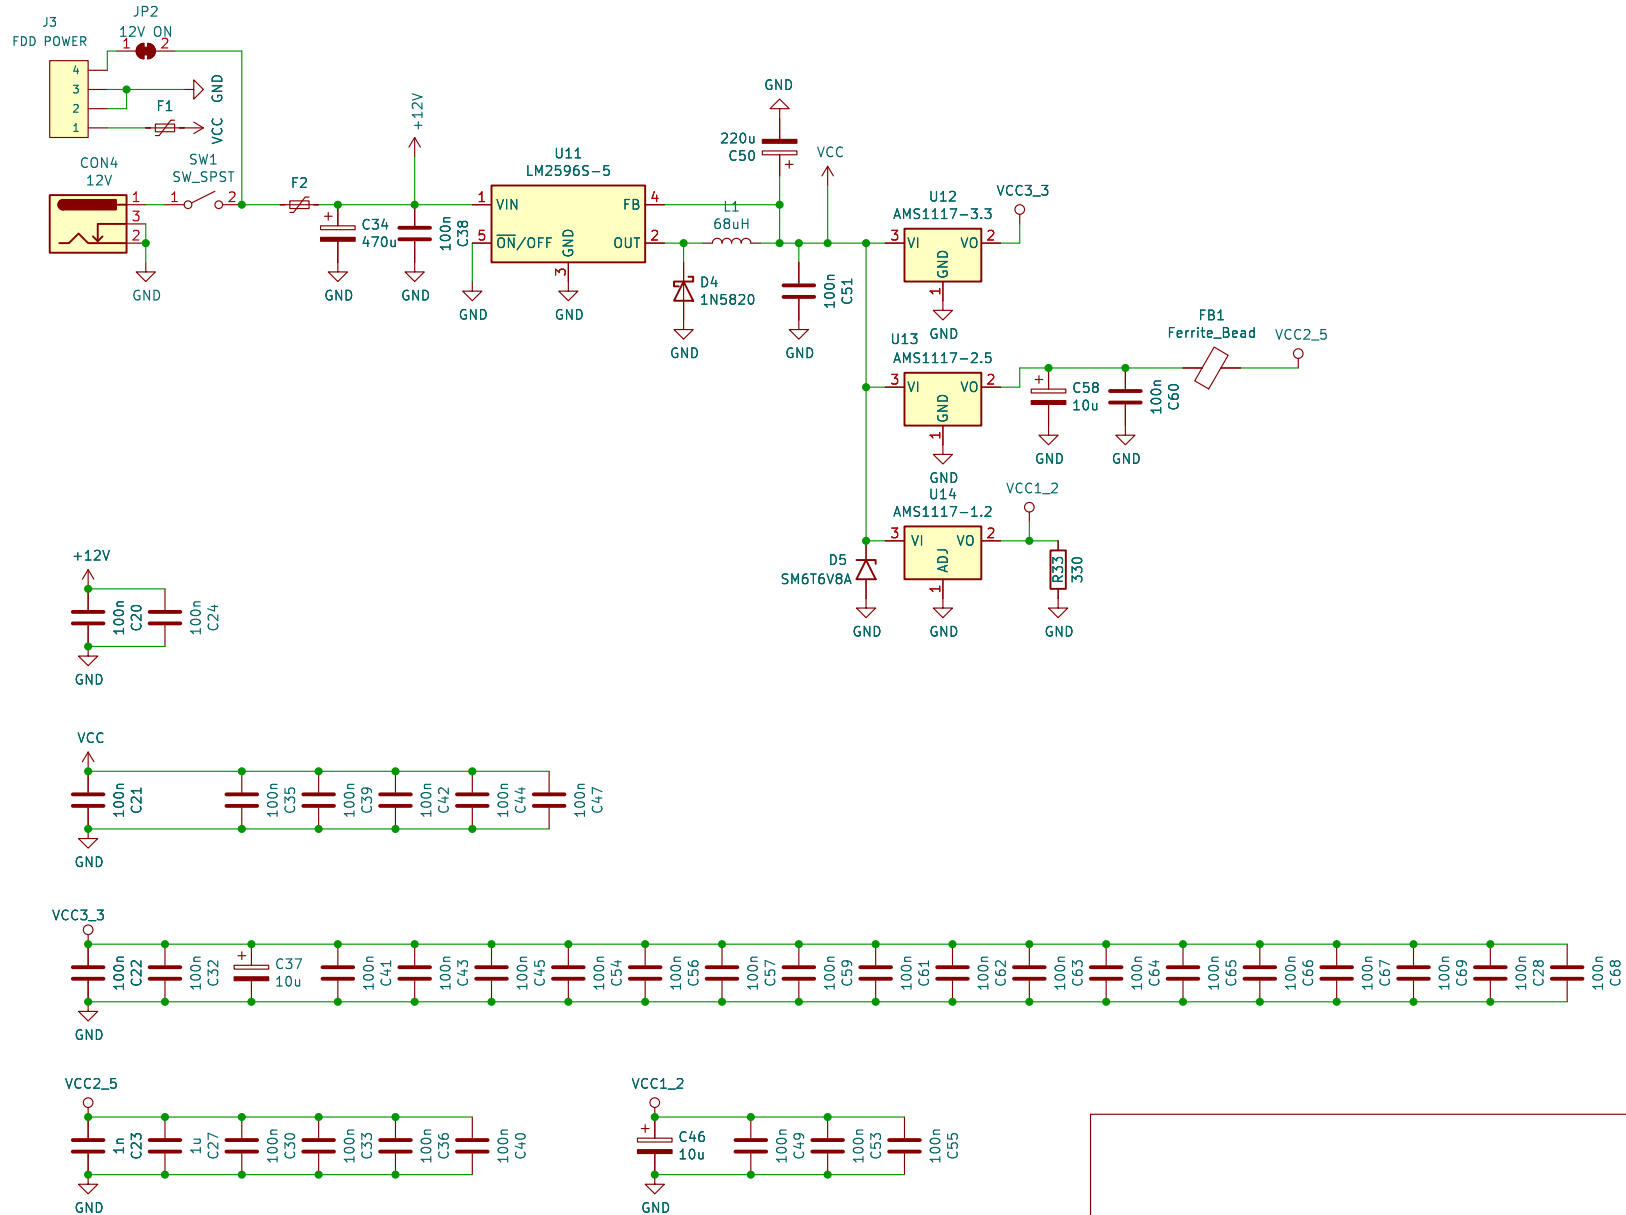 J3
FDD POWER
4
3
2
1
JP2
12V ON
1 2
GND
F1
VCC
CON4
12V
1
3
2
GND
SW1
SW_SPST
1 2
F2
+
C34
470u
GND
+12V
100n
C38
GND
U11
LM2596S-5
1 VIN
5 ON/OFF
GND
3
FB 4
OUT 2
GND
GND
GND
220u
C50
+
L1
68uH
D4
1N5820
GND
VCC
100n
C51
GND
U12
AMS1117-3.3
3 VI VO 2
GND
1
GND
VCC3_3
U13
AMS1117-2.5
3 VI VO 2
GND
1
GND
+
C58
10u
GND
100n
C60
GND
FB1
Ferrite_Bead
VCC2_5
U14
AMS1117-1.2
3 VI VO 2
ADJ
1
GND
VCC1_2
R33
330
GND
D5
SM6T6V8A
GND
+12V
100n
C20
100n
C24
GND
VCC
100n
C21
100n
C35
100n
C39
100n
C42
100n
C44
100n
C47
GND
VCC3_3
100n
C22
100n
C32
+
C37
10u
100n
C41
100n
C43
100n
C45
100n
C54
100n
C56
100n
C57
100n
C59
100n
C61
100n
C62
100n
C63
100n
C64
100n
C65
100n
C66
100n
C67
100n
C69
100n
C28
100n
C68
GND
VCC2_5
1n
C23
1u
C27
100n
C30
100n
C33
100n
C36
100n
C40
GND
VCC1_2
+
C46
10u
100n
C49
100n
C53
100n
C55
GND